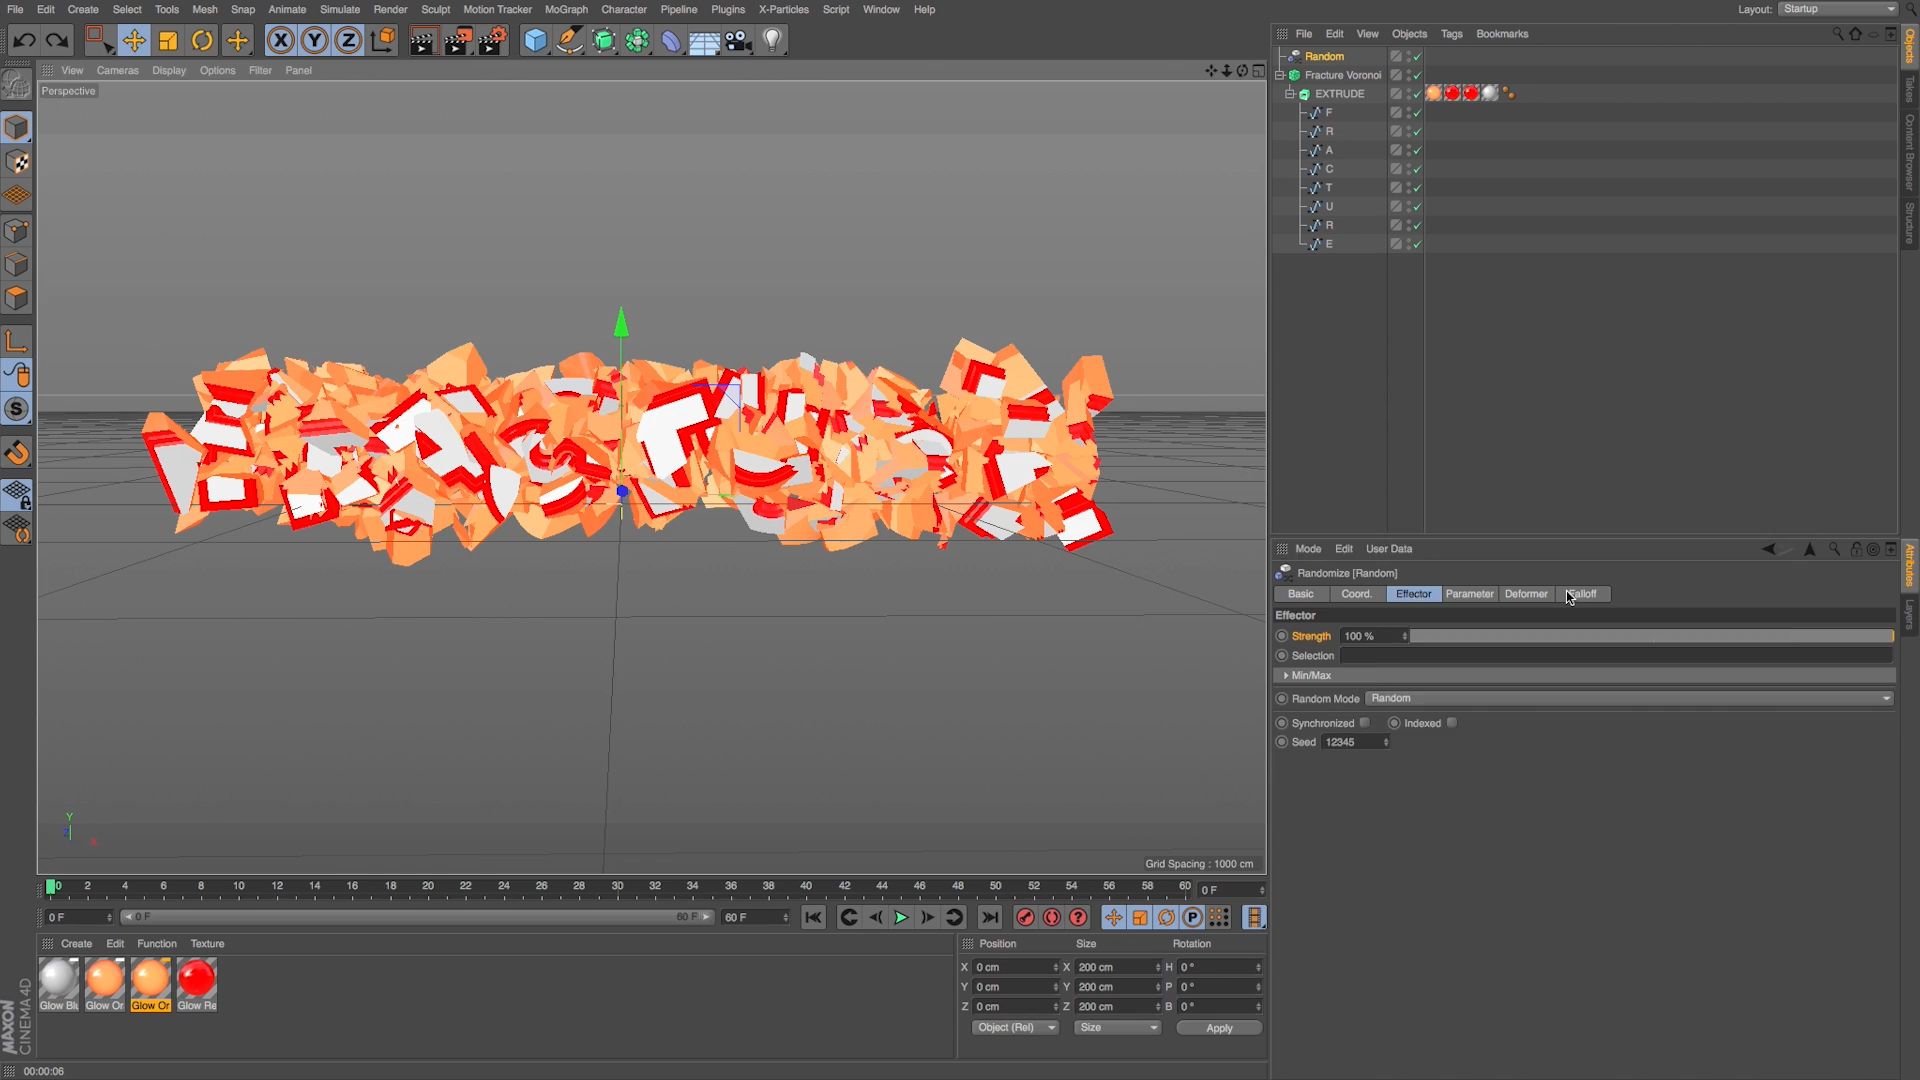 File Edit Create Select Tools Mesh Snap Animate Simulate Render Sculpt Motion Tracker MoGraph Character Pipeline Plugins X-Particles Script Window Help
Layout: Startup
View Cameras Display Options Filter Panel
Perspective
File Edit View Objects Tags Bookmarks
Random
Fracture Voronoi
EXTRUDE
F
R
A
C
T
U
R
E
Objects
Takes
Content Browser
Structure
Mode Edit User Data
Randomize [Random]
Basic Coord. Effector Parameter Deformer Falloff
Effector
Strength 100 %
Selection
Min/Max
Random Mode Random
Synchronized Indexed
Seed 12345
Attributes
Layers
Y
Z
X
Grid Spacing : 1000 cm
0 2 4 6 8 10 12 14 16 18 20 22 24 26 28 30 32 34 36 38 40 42 44 46 48 50 52 54 56 58 60 0 F
0 F 0 F 60 F 60 F
Create Edit Function Texture
Glow Bl Glow Or Glow Or Glow Re
Position Size Rotation
X 0 cm X 200 cm H 0 °
Y 0 cm Y 200 cm P 0 °
Z 0 cm Z 200 cm B 0 °
Object (Rel) Size Apply
MAXON
CINEMA 4D
00:00:06